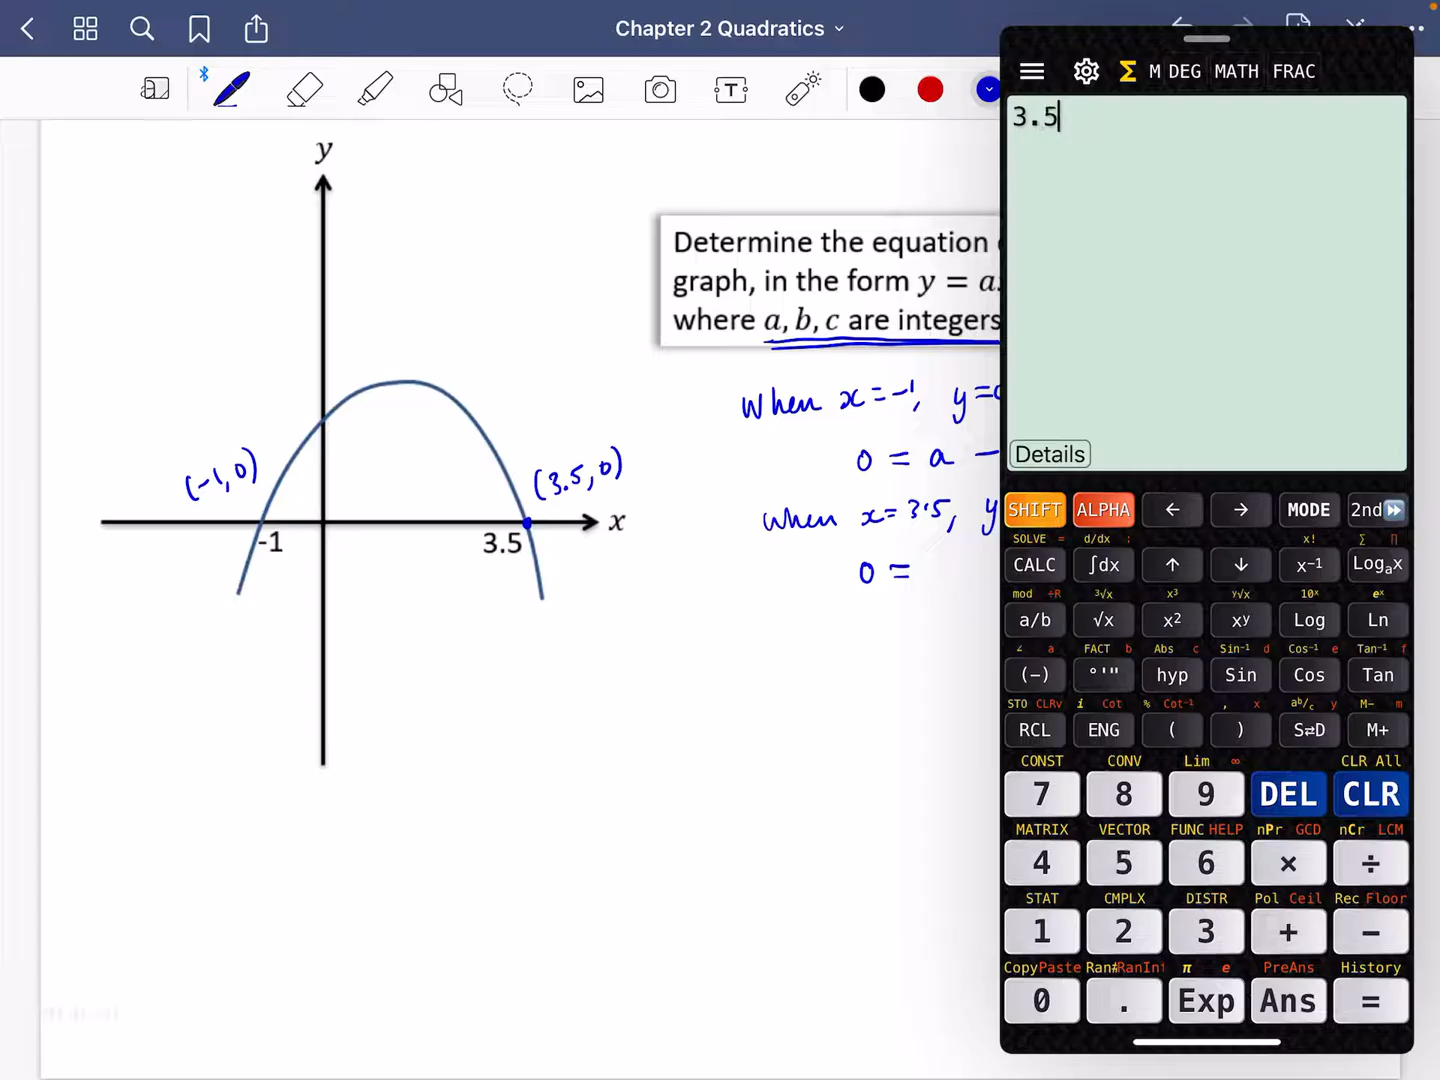 Chapter 2 Quadratics
y
Determine the equation
graph, in the form y = a
where a, b, c are integers
When x=-1, y=
0 = a -
(-1,0)
(3.5,0)
when x=3.5, y
0 =
-1
3.5
x
M DEG MATH FRAC
3.5
Details
SHIFT ALPHA ← → MODE 2nd
SOLVE = d/dx : x! ∑ ∏
CALC ∫dx ↑ ↓ x⁻¹ Logₐx
mod ÷R ³√x x³ ʸ√x 10ˣ eˣ
a/b √x x² xʸ Log Ln
∠ a FACT b Abs c Sin⁻¹ d Cos⁻¹ e Tan⁻¹ f
(−) °'" hyp Sin Cos Tan
STO CLRv i Cot % Cot⁻¹ , x aᵇ/c y M− m
RCL ENG ( ) S⇄D M+
CONST CONV Lim ∞ CLR All
7 8 9 DEL CLR
MATRIX VECTOR FUNC HELP nPr GCD nCr LCM
4 5 6 × ÷
STAT CMPLX DISTR Pol Ceil Rec Floor
1 2 3 + −
Copy Paste Ran# RanInt π e PreAns History
0 . Exp Ans =